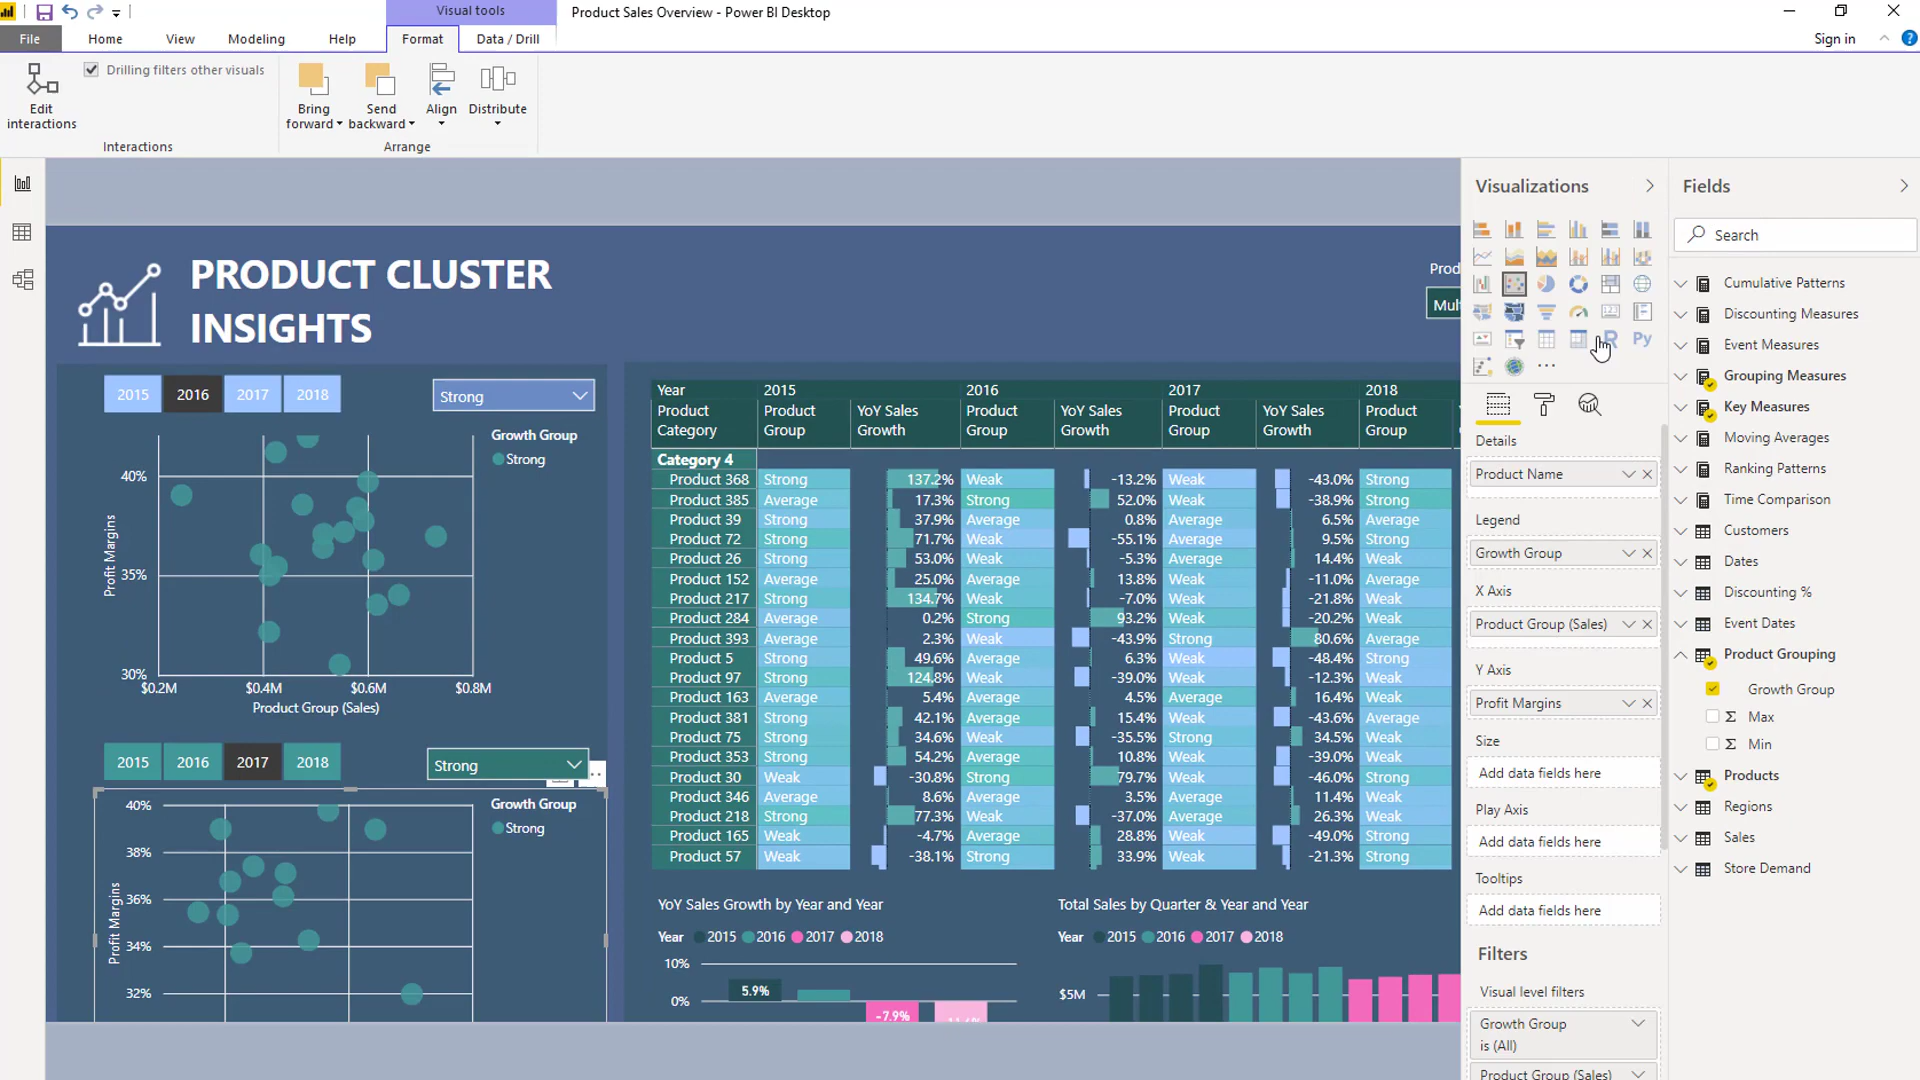 Visual tools
Product Sales Overview - Power BI Desktop
File Home View Modeling Help Format Data / Drill Sign in
Drilling filters other visuals
Edit interactions
Bring forward
Send backward
Align
Distribute
Interactions
Arrange
PRODUCT CLUSTER
INSIGHTS
Prod
Mult
2015 2016 2017 2018
Strong
Growth Group
Strong
40%
35%
30%
Profit Margins
$0.2M $0.4M $0.6M $0.8M
Product Group (Sales)
2015 2016 2017 2018
Strong
Growth Group
Strong
40%
38%
36%
34%
32%
Profit Margins
Year 2015 2016 2017 2018
Product Category Product Group YoY Sales Growth Product Group YoY Sales Growth Product Group YoY Sales Growth Product Group
Category 4
Product 368 Strong 137.2% Weak -13.2% Weak -43.0% Strong
Product 385 Average 17.3% Strong 52.0% Weak -38.9% Strong
Product 39 Strong 37.9% Average 0.8% Average 6.5% Average
Product 72 Strong 71.7% Weak -55.1% Average 9.5% Strong
Product 26 Strong 53.0% Average -5.3% Average 14.4% Weak
Product 152 Average 25.0% Average 13.8% Weak -11.0% Average
Product 217 Strong 134.7% Weak -7.0% Weak -21.8% Strong
Product 284 Average 0.2% Strong 93.2% Weak -20.2% Strong
Product 393 Average 2.3% Weak -43.9% Strong 80.6% Average
Product 5 Strong 49.6% Average 6.3% Weak -48.4% Strong
Product 97 Strong 124.8% Weak -39.0% Weak -12.3% Strong
Product 163 Average 5.4% Average 4.5% Average 16.4% Weak
Product 381 Strong 42.1% Average 15.4% Weak -43.6% Average
Product 75 Strong 34.6% Weak -35.5% Strong 34.5% Weak
Product 353 Strong 54.2% Average 10.8% Weak -39.0% Weak
Product 30 Weak -30.8% Strong 79.7% Weak -46.0% Strong
Product 346 Average 8.6% Average 3.5% Average 11.4% Weak
Product 218 Strong 77.3% Weak -37.0% Average 26.3% Weak
Product 165 Weak -4.7% Average 28.8% Weak -49.0% Strong
Product 57 Weak -38.1% Strong 33.9% Weak -21.3% Strong
YoY Sales Growth by Year and Year
Year 2015 2016 2017 2018
10%
0%
5.9%
-7.9%
Total Sales by Quarter & Year and Year
Year 2015 2016 2017 2018
$5M
Visualizations
R
Py
Details
Product Name
Legend
Growth Group
X Axis
Product Group (Sales)
Y Axis
Profit Margins
Size
Add data fields here
Play Axis
Add data fields here
Tooltips
Add data fields here
Filters
Visual level filters
Growth Group
is (All)
Product Group (Sales)
Fields
Search
Cumulative Patterns
Discounting Measures
Event Measures
Grouping Measures
Key Measures
Moving Averages
Ranking Patterns
Time Comparison
Customers
Dates
Discounting %
Event Dates
Product Grouping
Growth Group
Σ Max
Σ Min
Products
Regions
Sales
Store Demand